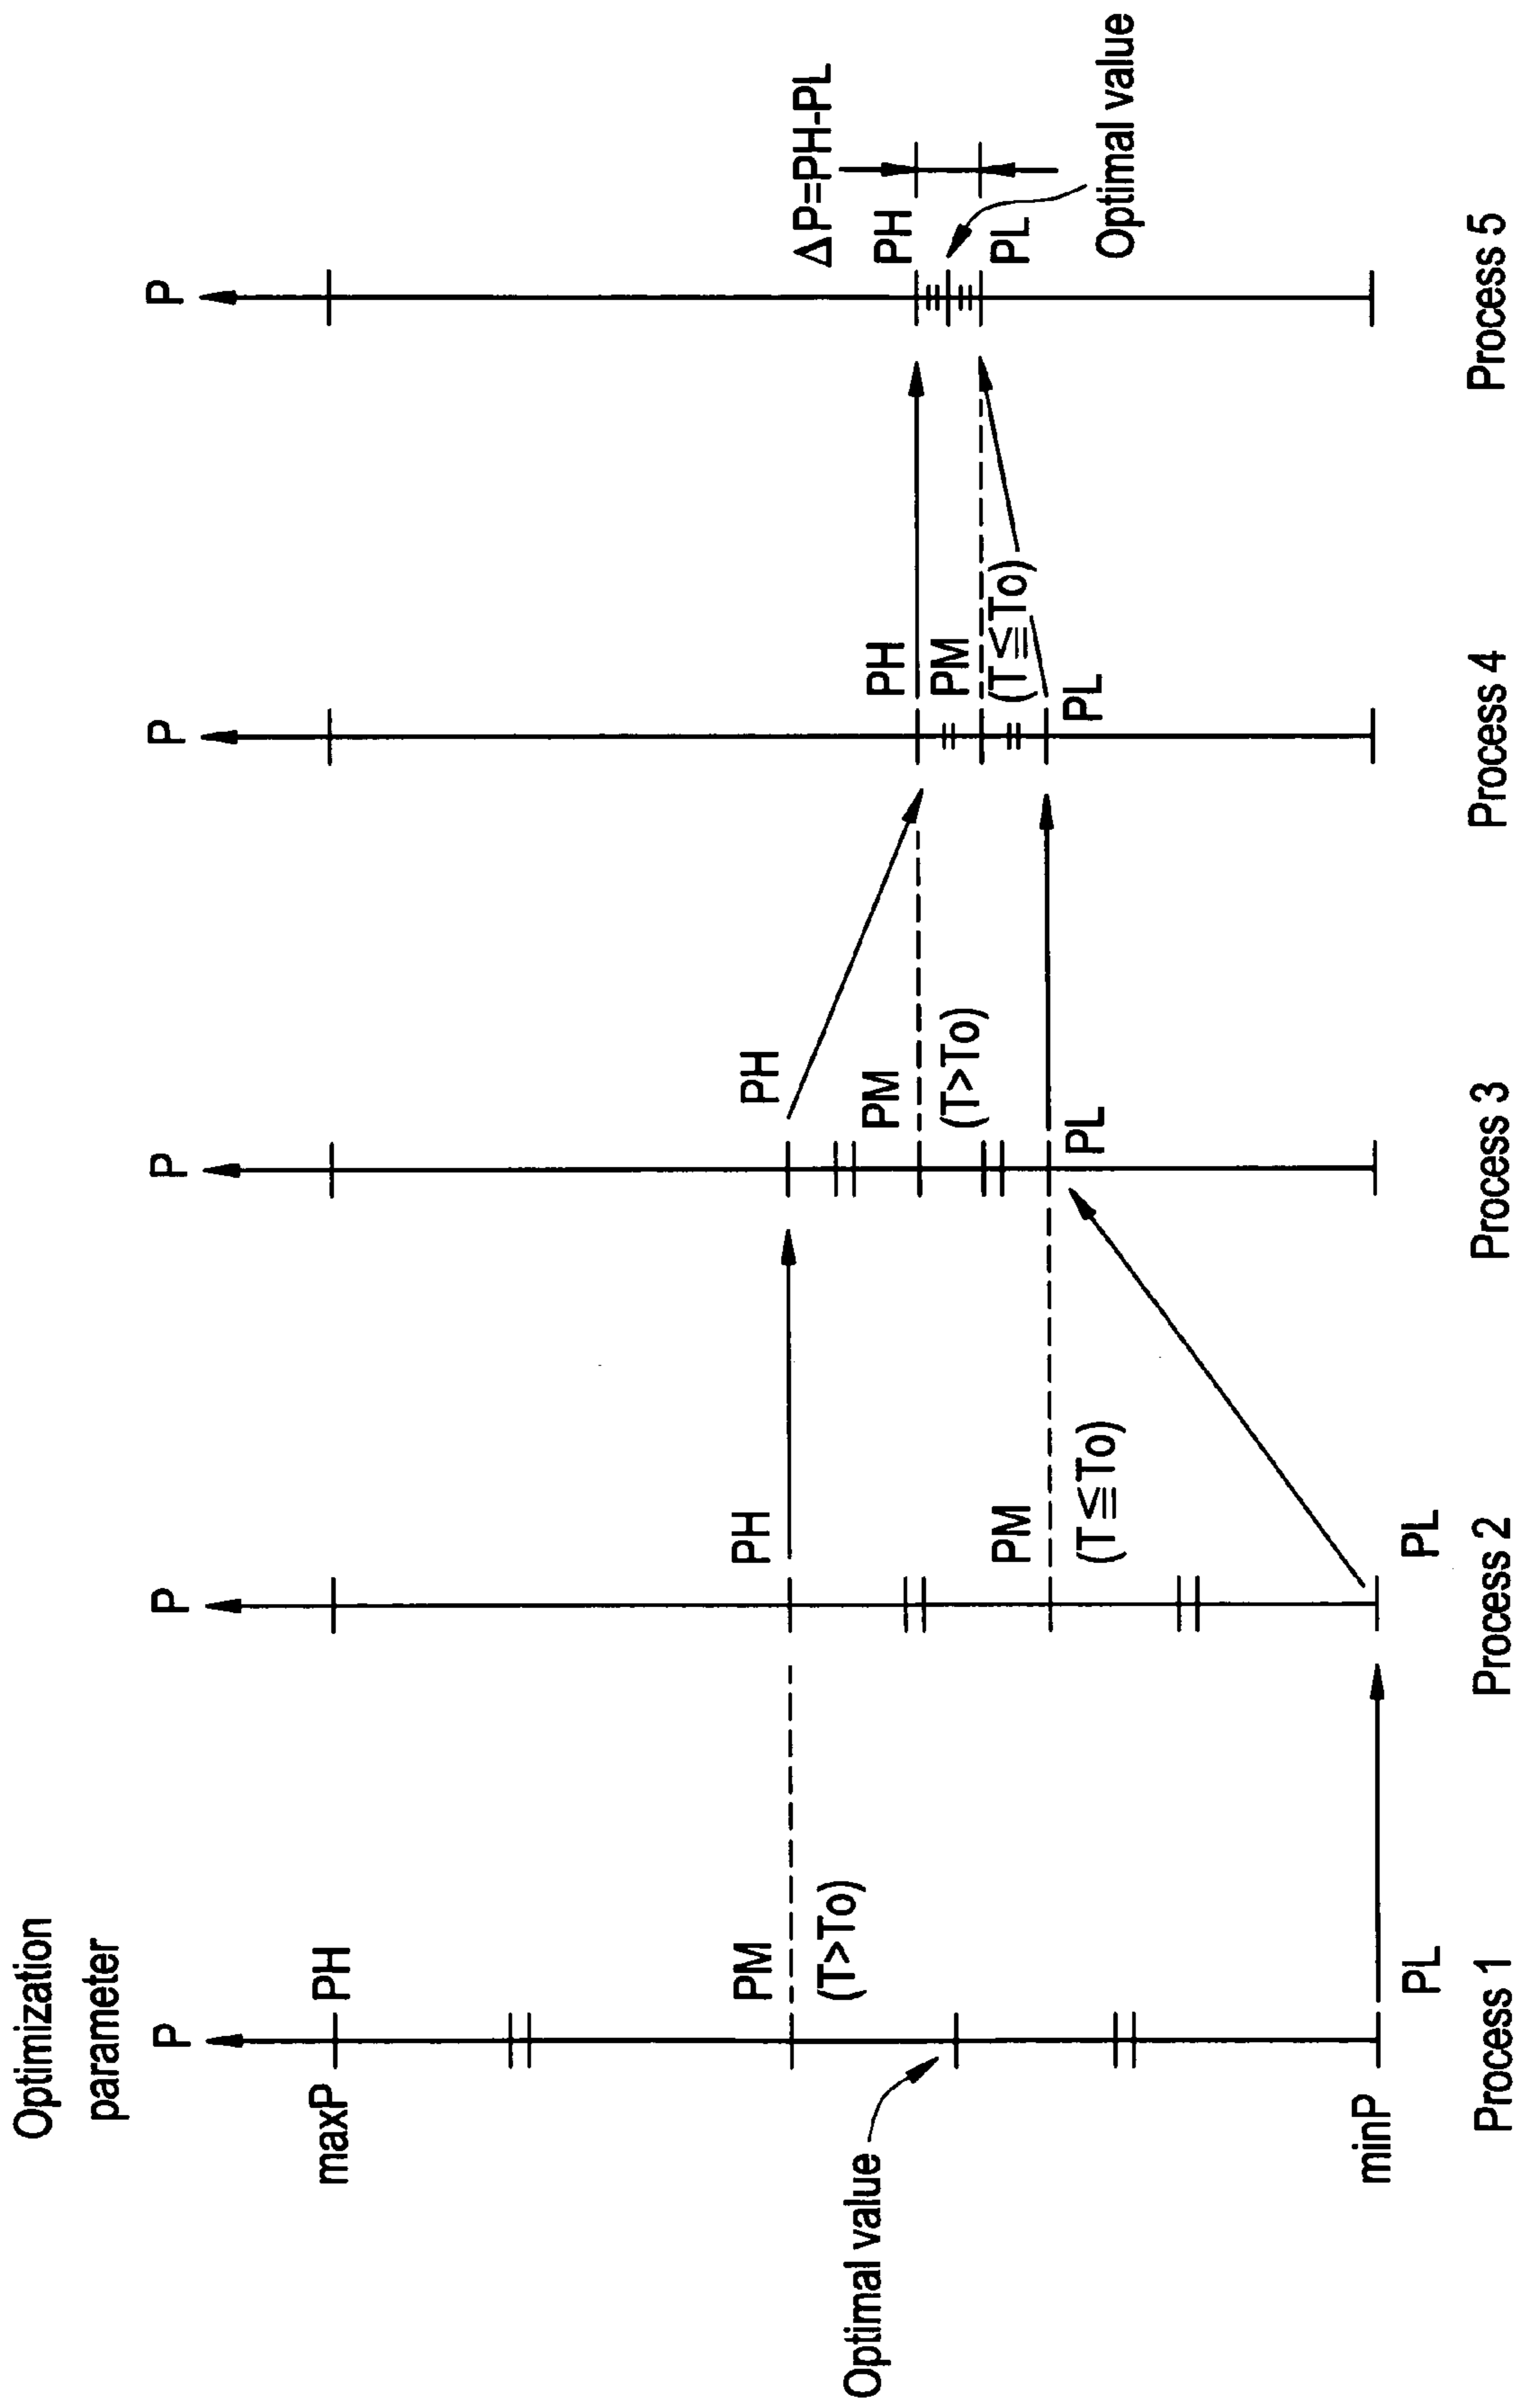 Optimization
parameter
P
maxP
PH
PM
(T>To)
Optimal value
minP
PL
Process 1
P
PH
PM
(T≦To)
PL
Process 2
P
PH
PM
(T>To)
PL
Process 3
P
PH
PM
(T≦To)
PL
Process 4
P
ΔP=PH-PL
PH
PL
Optimal value
Process 5